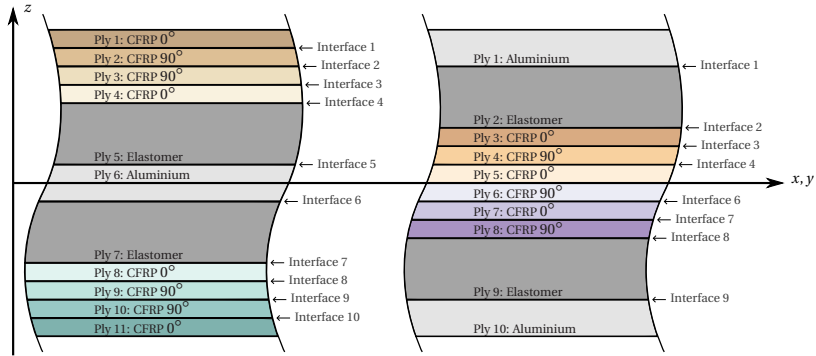 z
Ply 1: CFRP 0°
Interface 1
Ply 2: CFRP 90°
Interface 2
Ply 3: CFRP 90°
Interface 3
Ply 4: CFRP 0°
Interface 4
Ply 5: Elastomer
Interface 5
Ply 6: Aluminium
Interface 6
Ply 7: Elastomer
Interface 7
Ply 8: CFRP 0°
Interface 8
Ply 9: CFRP 90°
Interface 9
Ply 10: CFRP 90°
Interface 10
Ply 11: CFRP 0°
Ply 1: Aluminium
Interface 1
Ply 2: Elastomer
Interface 2
Ply 3: CFRP 0°
Interface 3
Ply 4: CFRP 90°
Interface 4
Ply 5: CFRP 0°
x, y
Ply 6: CFRP 90°
Interface 6
Ply 7: CFRP 0°
Interface 7
Ply 8: CFRP 90°
Interface 8
Ply 9: Elastomer
Interface 9
Ply 10: Aluminium